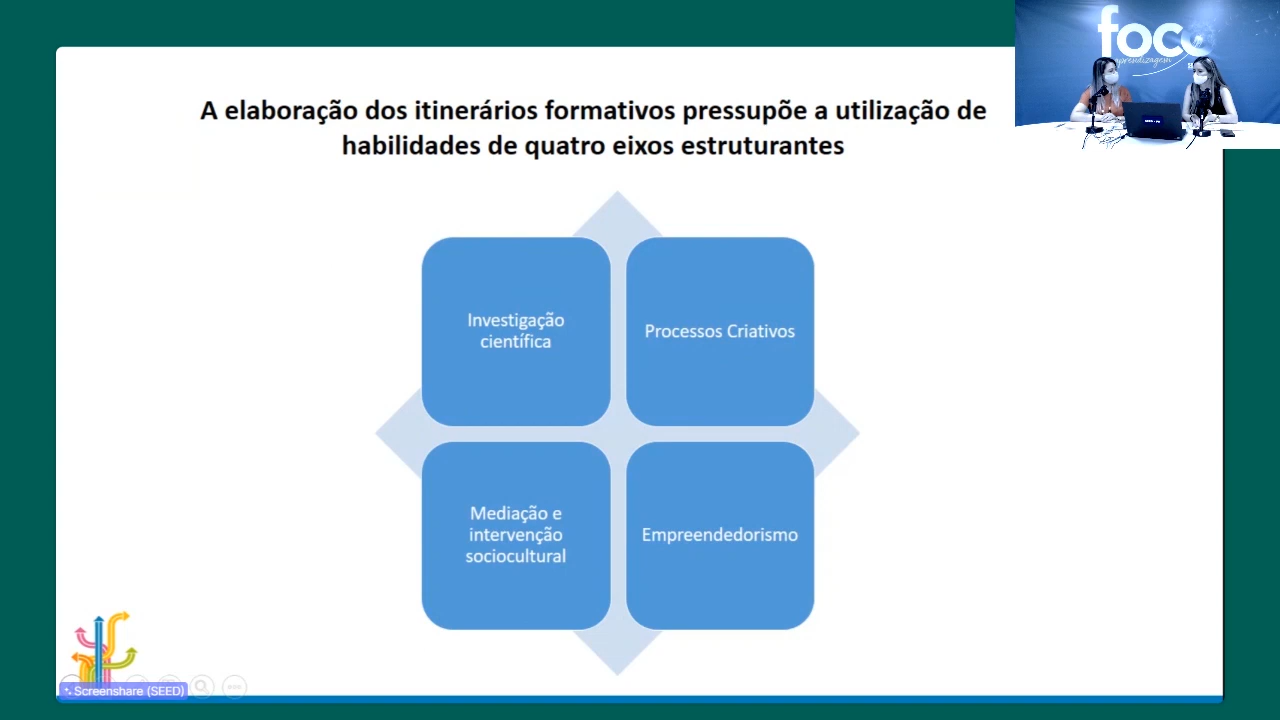 foco
aprendizagem
A elaboração dos itinerários formativos pressupõe a utilização de
habilidades de quatro eixos estruturantes
Investigação
científica
Processos Criativos
Mediação e
intervenção
sociocultural
Empreendedorismo
Screenshare (SEED)